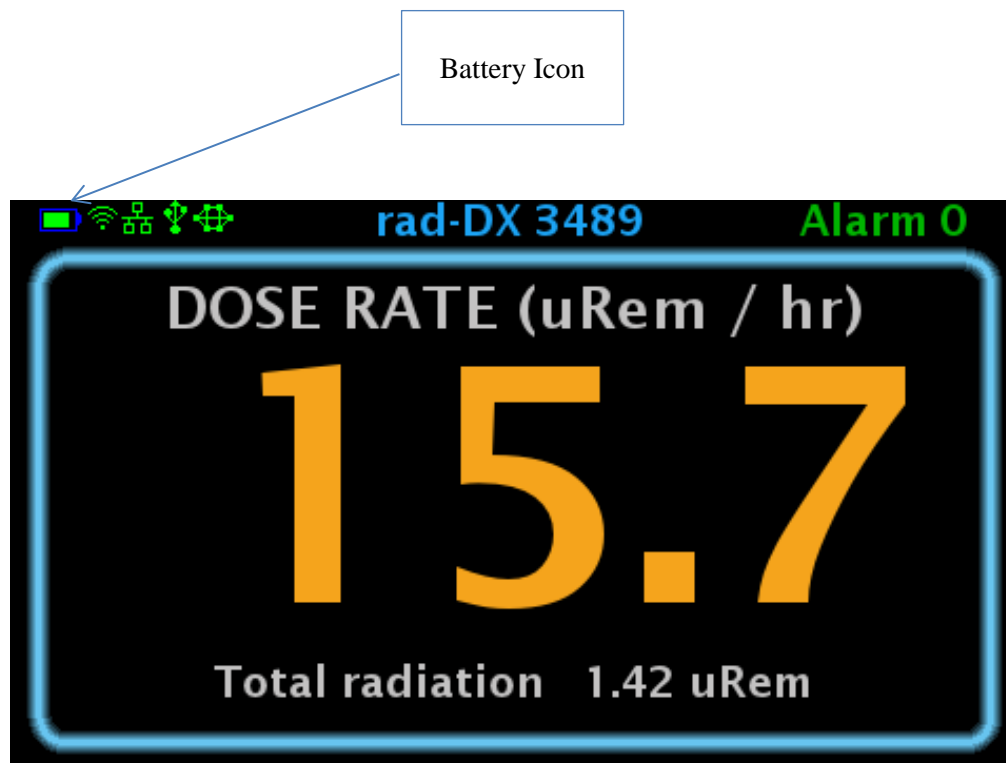 Battery Icon
rad-DX 3489 Alarm 0
DOSE RATE (uRem / hr)
15.7
Total radiation 1.42 uRem